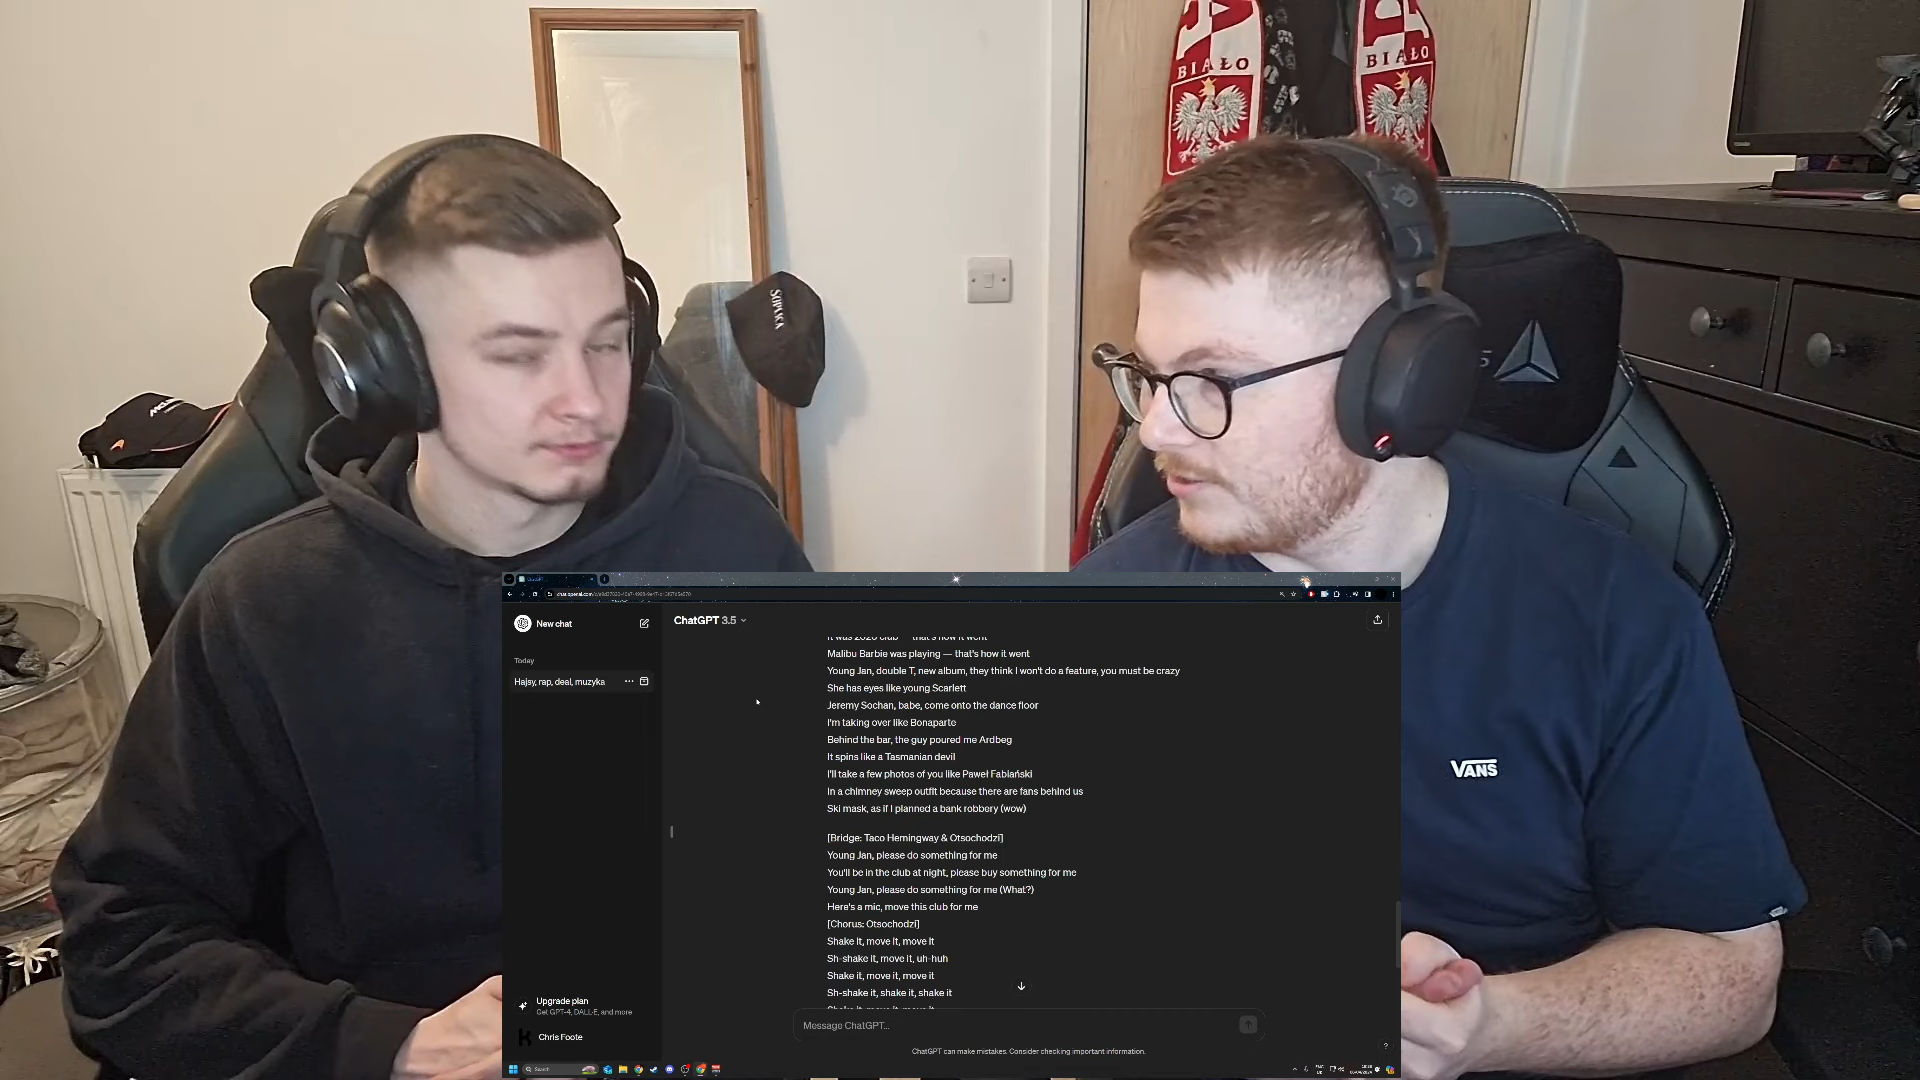 BIAŁO
BIAŁO
SOPLICA
VANS
New chat
ChatGPT 3.5
Today
Hajsy, rap, deal, muzyka
Malibu Barbie was playing — that's how it went
Young Jan, double T, new album, they think I won't do a feature, you must be crazy
She has eyes like young Scarlett
Jeremy Sochan, babe, come onto the dance floor
I'm taking over like Bonaparte
Behind the bar, the guy poured me Ardbeg
It spins like a Tasmanian devil
I'll take a few photos of you like Paweł Fabiański
In a chimney sweep outfit because there are fans behind us
Ski mask, as if I planned a bank robbery (wow)
[Bridge: Taco Hemingway & Otsochodzi]
Young Jan, please do something for me
You'll be in the club at night, please buy something for me
Young Jan, please do something for me (What?)
Here's a mic, move this club for me
[Chorus: Otsochodzi]
Shake it, move it, move it
Sh-shake it, move it, uh-huh
Shake it, move it, move it
Sh-shake it, shake it, shake it
Upgrade plan
Get GPT-4, DALL·E, and more
Chris Foote
Message ChatGPT...
ChatGPT can make mistakes. Consider checking important information.
Search